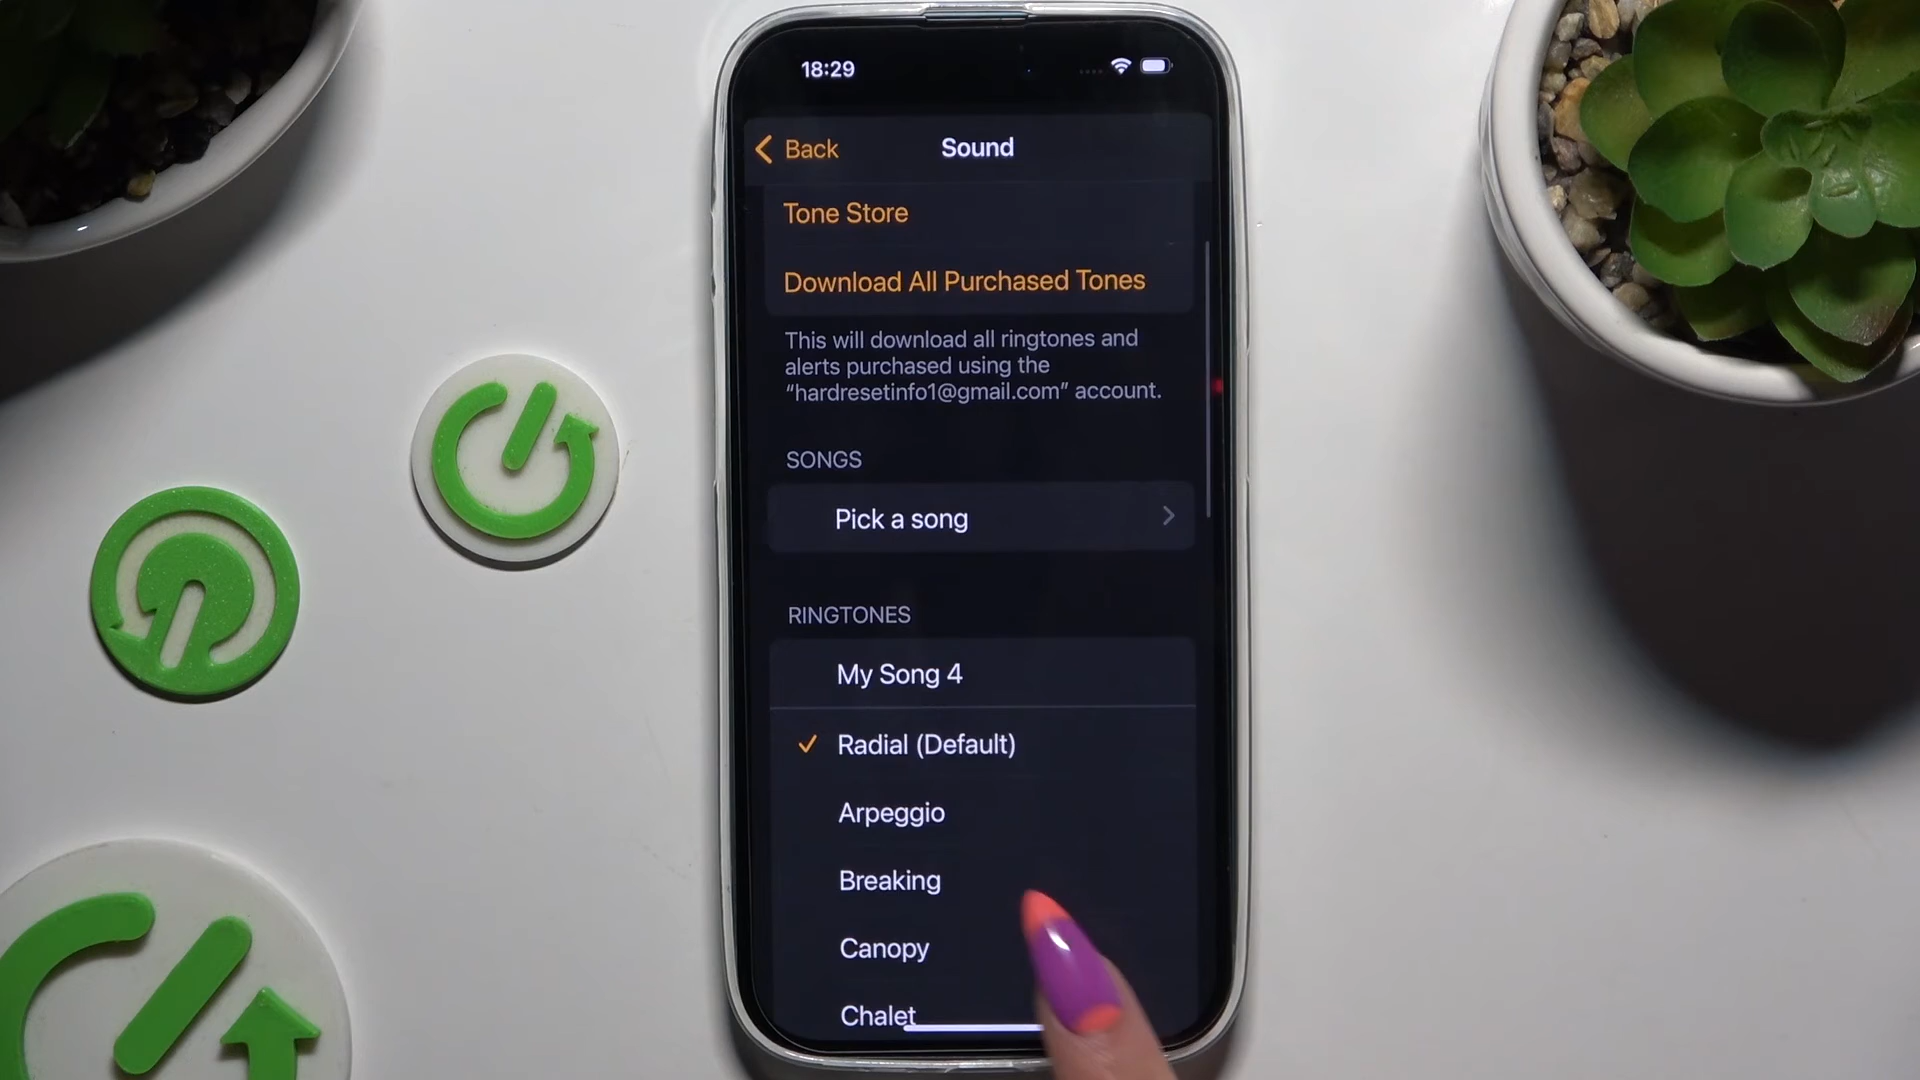 18:29
Back
Sound
Tone Store
Download All Purchased Tones
This will download all ringtones and
alerts purchased using the
“hardresetinfo1@gmail.com” account.
SONGS
Pick a song
RINGTONES
My Song 4
Radial (Default)
Arpeggio
Breaking
Canopy
Chalet